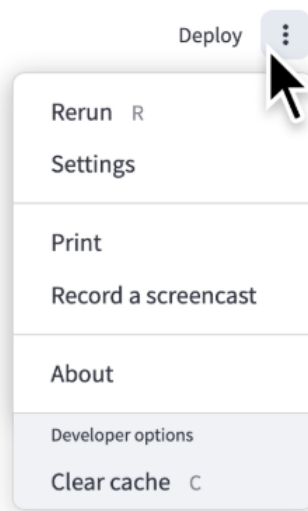 Deploy
Rerun R
Settings
Print
Record a screencast
About
Developer options
Clear cache C